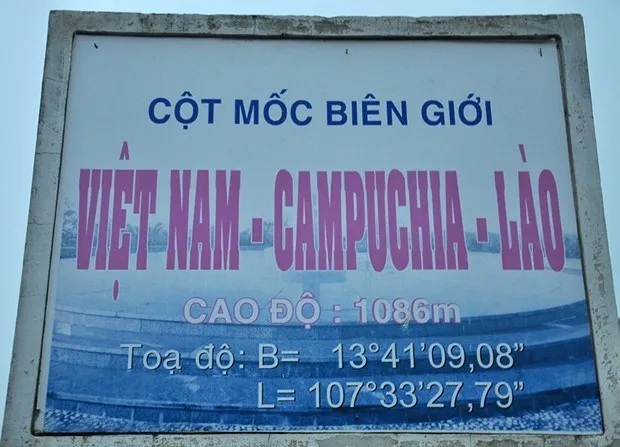 CỘT MỐC BIÊN GIỚI
VIỆT NAM - CAMPUCHIA - LÀO
CAO ĐỘ : 1086m
Toạ độ: B= 13°41'09,08"
L= 107°33'27,79"